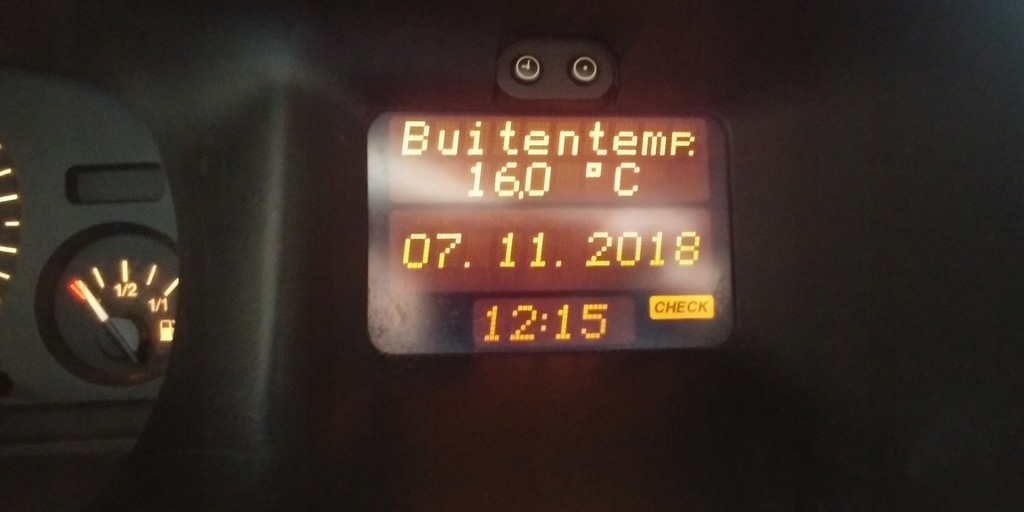 Buitentemp.
16,0 °C
07. 11. 2018
12:15
CHECK
1/2
1/1